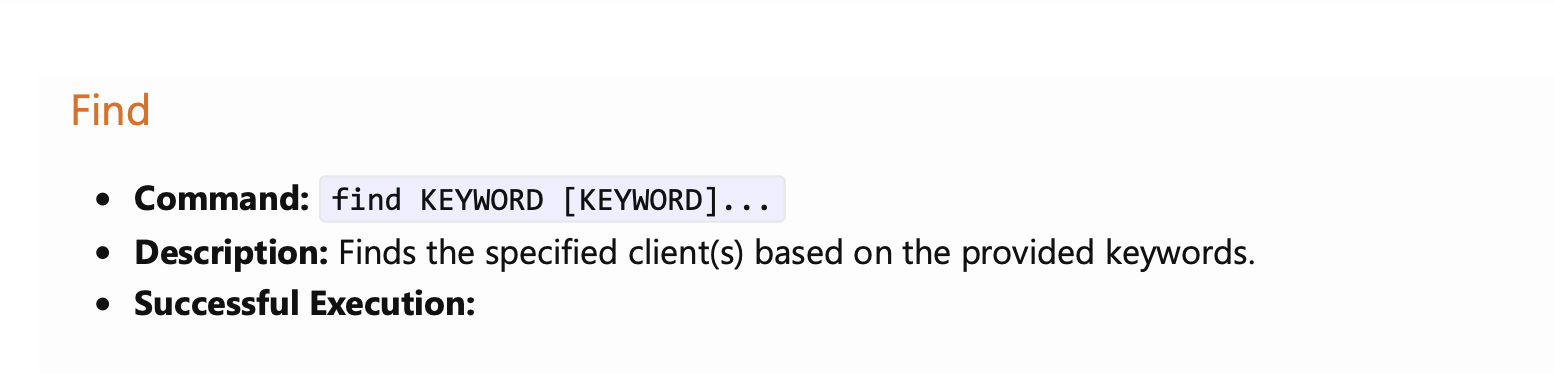 Find
Command: find KEYWORD [KEYWORD]...
Description: Finds the specified client(s) based on the provided keywords.
Successful Execution: